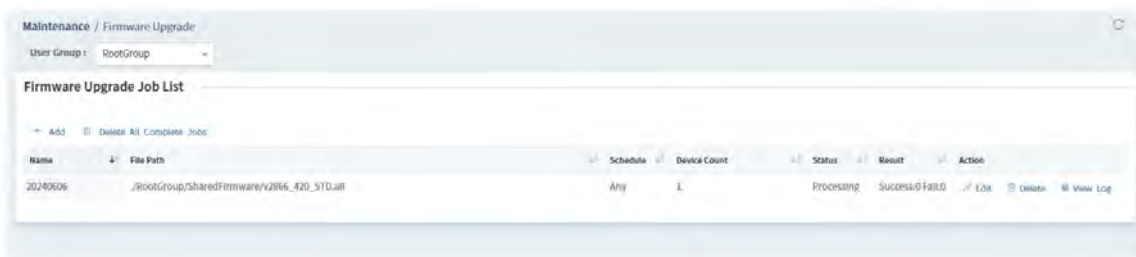 Maintenance / Firmware Upgrade
User Group : RootGroup
Firmware Upgrade Job List
+ Add Delete All Complete Jobs
Name File Path Schedule Device Count Status Result Action
20240606 ./RootGroup/SharedFirmware/v2866_420_STD.all Any 1 Processing Success:0 Fail:0 Edit Delete View Log